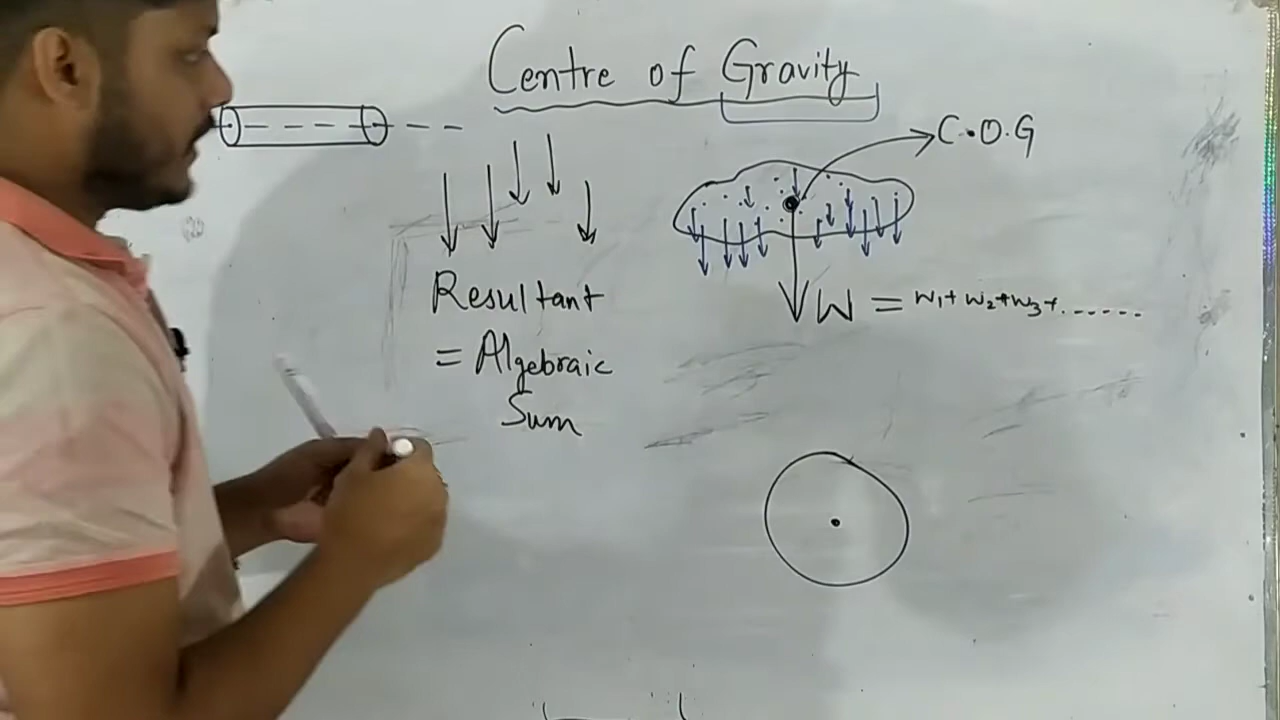 Centre of Gravity
C.O.G
Resultant
= Algebraic
Sum
W = w1+ w2+w3+......